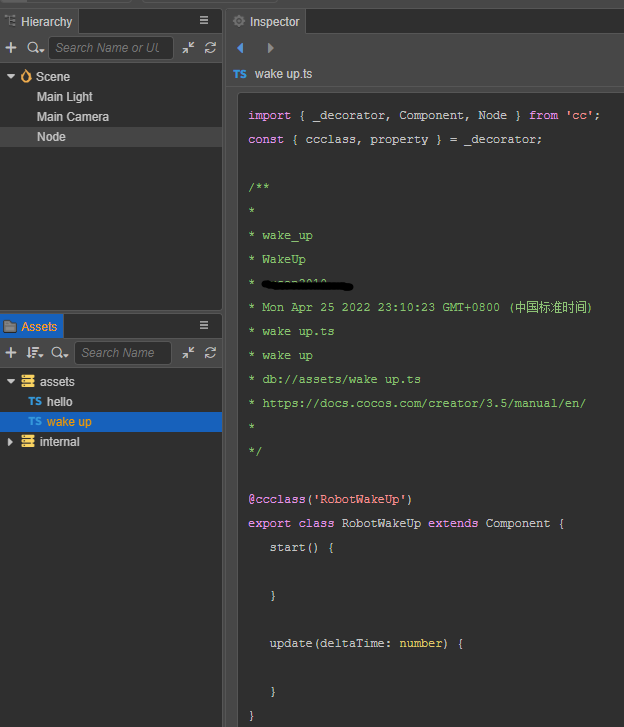 Hierarchy
Search Name or UU
Scene
Main Light
Main Camera
Node
Assets
Search Name
assets
TS hello
TS wake up
internal
Inspector
TS wake up.ts
import { _decorator, Component, Node } from 'cc';
const { ccclass, property } = _decorator;
/**
*
* wake_up
* WakeUp
*
* Mon Apr 25 2022 23:10:23 GMT+0800 (中国标准时间)
* wake up.ts
* wake up
* db://assets/wake up.ts
* https://docs.cocos.com/creator/3.5/manual/en/
*
*/
@ccclass('RobotWakeUp')
export class RobotWakeUp extends Component {
start() {
}
update(deltaTime: number) {
}
}